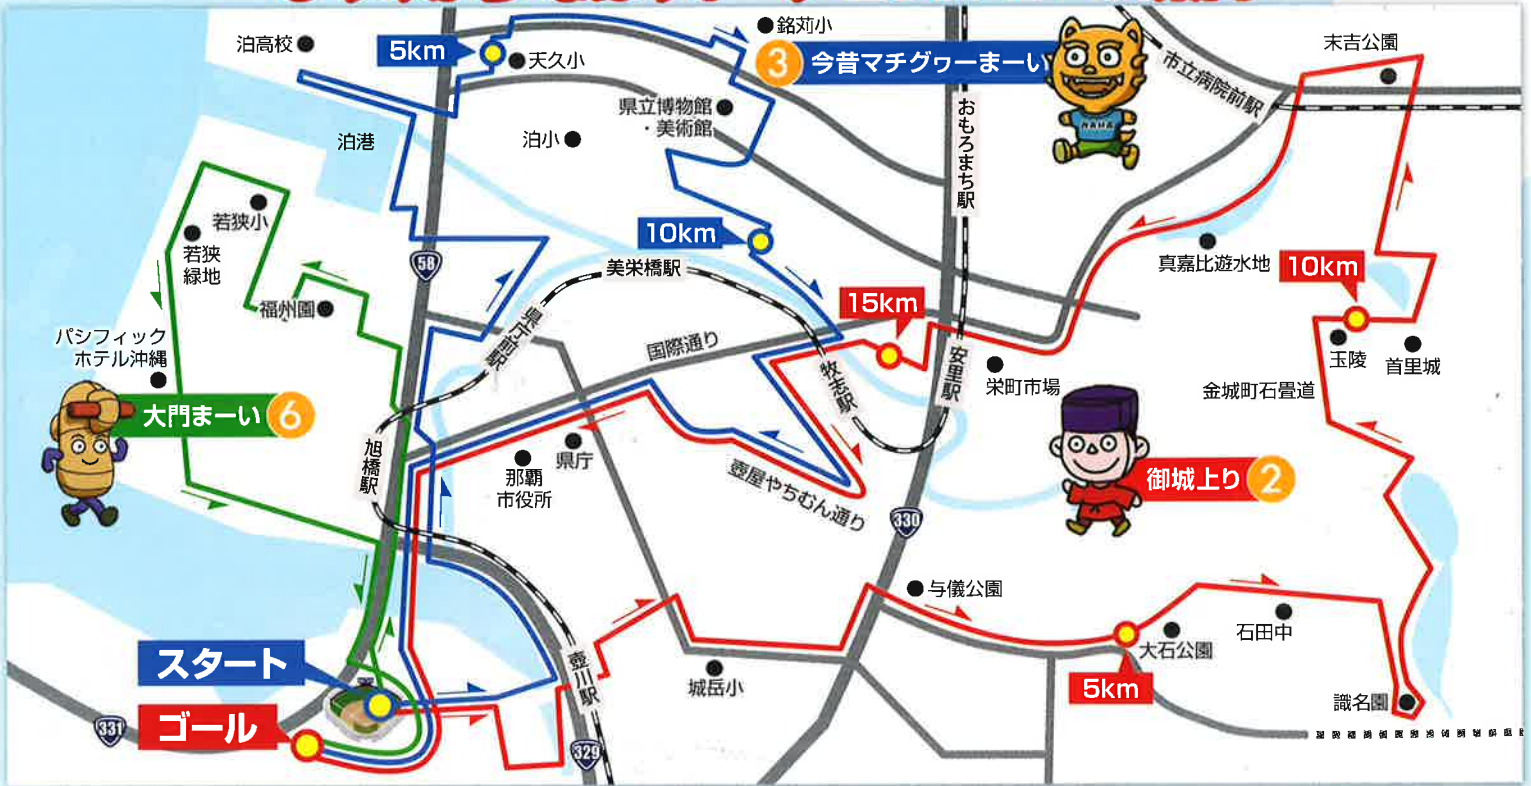 泊高校
5km
天久小
銘苅小
3 今昔マチグヮーまーい
NAHA
市立病院前駅
末吉公園
県立博物館
・美術館
おもろまち駅
泊港
泊小
若狭小
若狭
緑地
10km
58
美栄橋駅
真嘉比遊水地
10km
福州園
県庁前駅
15km
パシフィック
ホテル沖縄
国際通り
牧志駅
安里駅
栄町市場
玉陵
首里城
金城町石畳道
大門まーい 6
旭橋駅
那覇
市役所
県庁
壺屋やちむん通り
御城上り 2
330
与儀公園
大石公園
石田中
スタート
壺川駅
城岳小
5km
識名園
331
ゴール
329